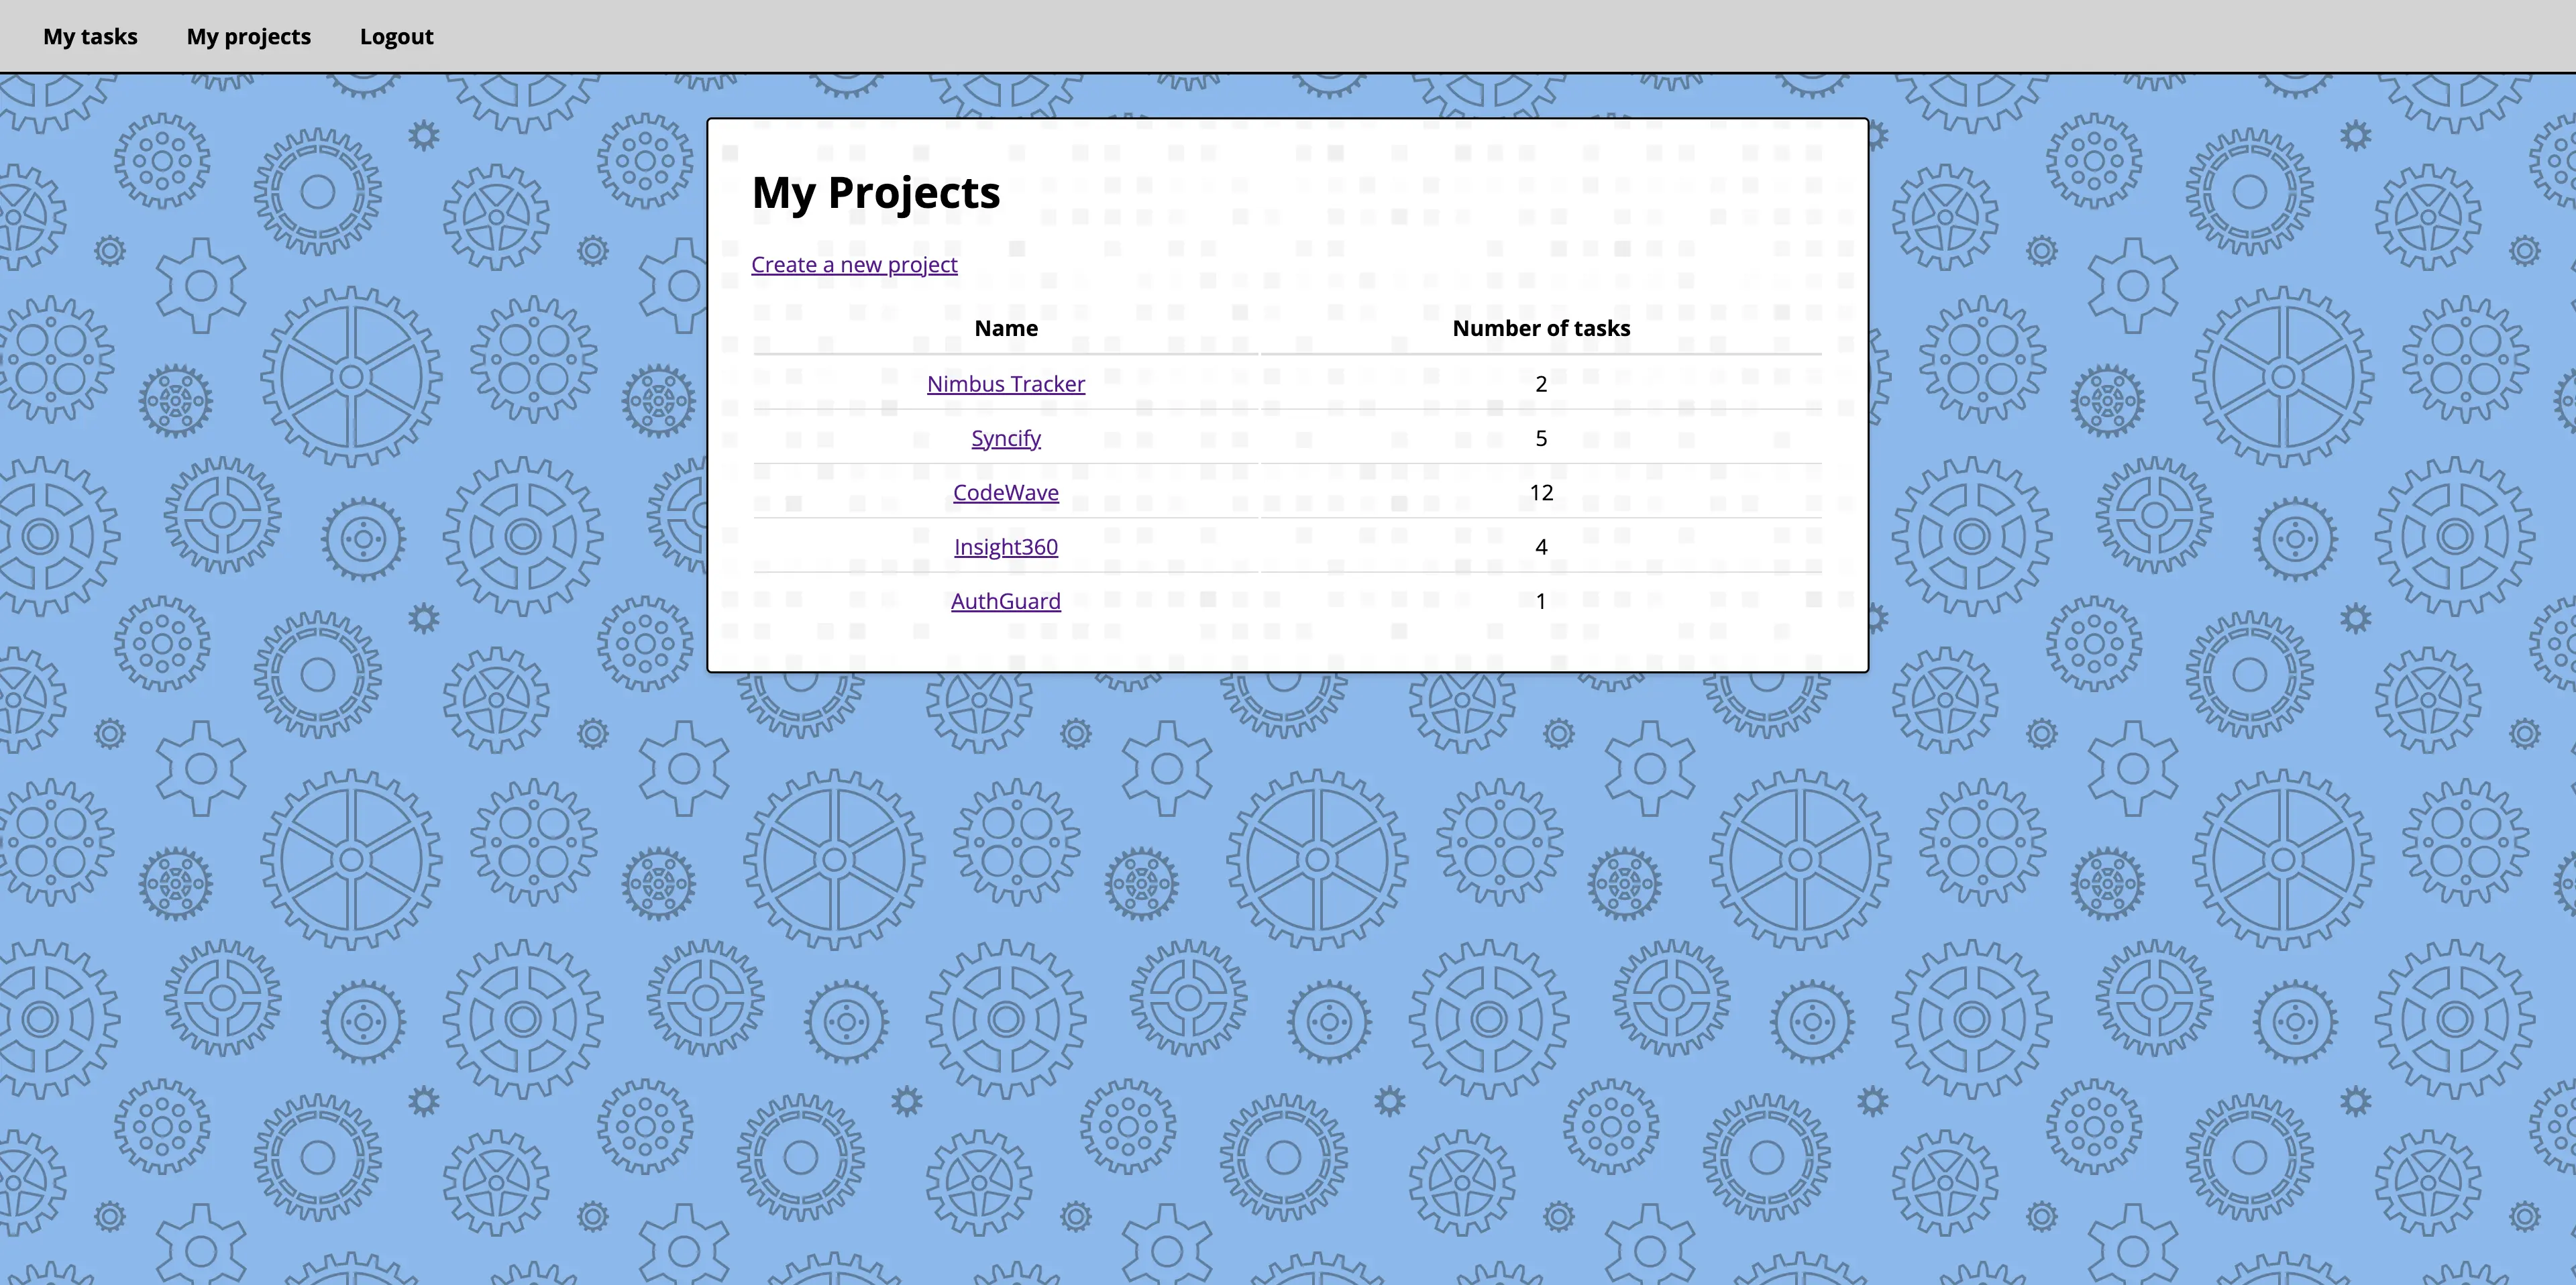 My tasks My projects Logout
My Projects
Create a new project
Name Number of tasks
Nimbus Tracker 2
Syncify 5
CodeWave 12
Insight360 4
AuthGuard 1